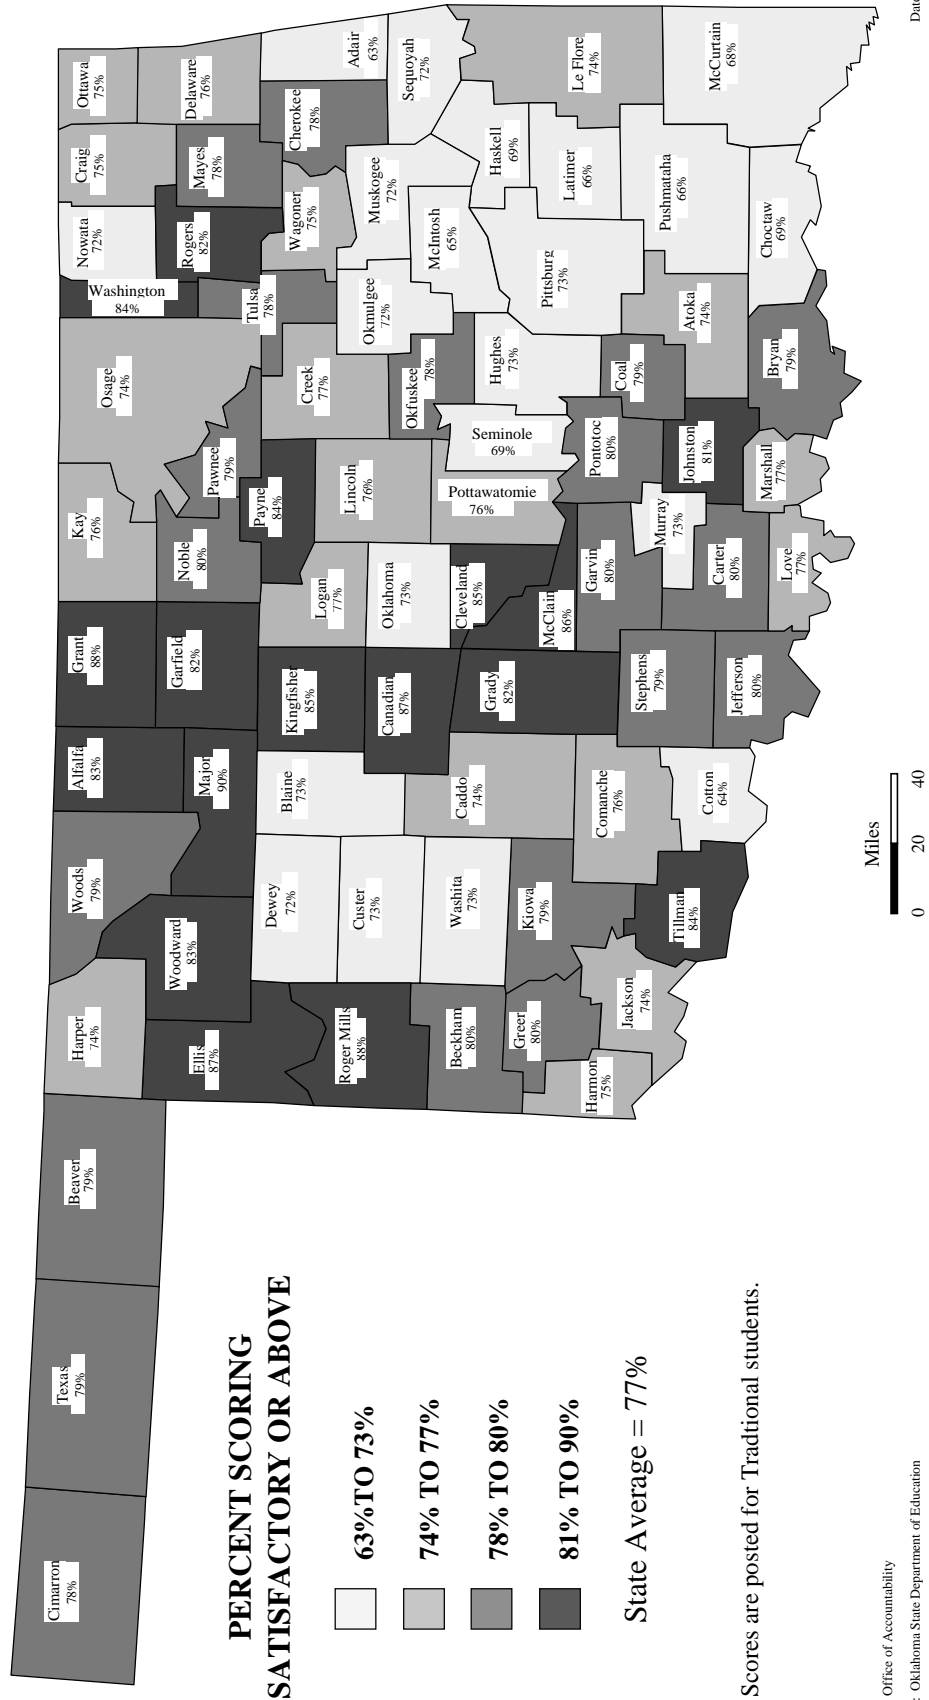 Cimarron
78%
Texas
79%
Beaver
79%
Harper
74%
Woods
79%
Alfalfa
83%
Grant
88%
Kay
76%
Osage
74%
Washington
84%
Nowata
72%
Craig
75%
Ottawa
75%
Ellis
87%
Woodward
83%
Major
90%
Garfield
82%
Noble
80%
Pawnee
79%
Rogers
82%
Mayes
78%
Delaware
76%
Payne
84%
Tulsa
78%
Roger Mills
88%
Dewey
72%
Blaine
73%
Kingfisher
85%
Logan
77%
Lincoln
76%
Creek
77%
Wagoner
75%
Cherokee
78%
Adair
63%
Custer
73%
Canadian
87%
Oklahoma
73%
Okfuskee
78%
Okmulgee
72%
Muskogee
72%
Sequoyah
72%
Beckham
80%
Washita
73%
Caddo
74%
Grady
82%
Cleveland
85%
Pottawatomie
76%
Seminole
69%
Hughes
73%
McIntosh
65%
Haskell
69%
Greer
80%
Kiowa
79%
McClain
86%
Pittsburg
73%
Latimer
66%
Le Flore
74%
Harmon
75%
Jackson
74%
Comanche
76%
Stephens
79%
Garvin
80%
Pontotoc
80%
Coal
79%
Tillman
84%
Cotton
64%
Murray
73%
Johnston
81%
Atoka
74%
Pushmataha
66%
McCurtain
68%
Jefferson
80%
Carter
80%
Love
77%
Marshall
77%
Bryan
79%
Choctaw
69%
PERCENT SCORING
SATISFACTORY OR ABOVE
63%TO 73%
74% TO 77%
78% TO 80%
81% TO 90%
State Average = 77%
Scores are posted for Tradtional students.
Miles
0 20 40
Office of Accountability
: Oklahoma State Department of Education
Date